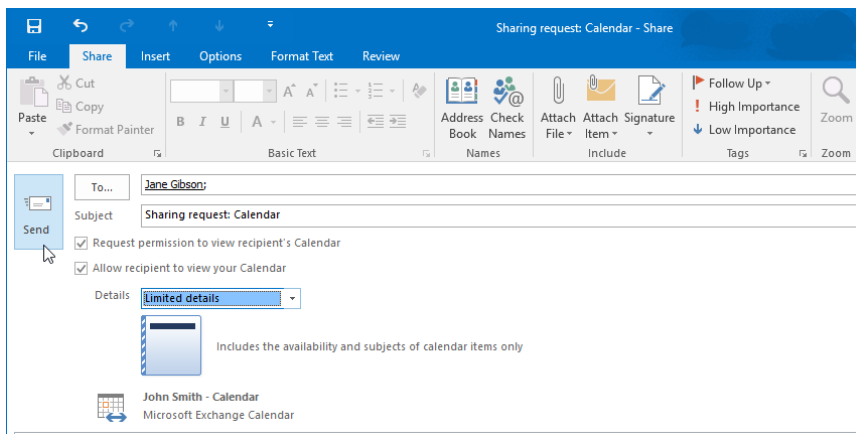 Sharing request: Calendar - Share
File Share Insert Options Format Text Review
Cut
Copy
Format Painter
Paste
B I U A
A A
Address Book
Check Names
Attach File
Attach Item
Signature
Follow Up
High Importance
Low Importance
Zoom
Clipboard Basic Text Names Include Tags Zoom
To... Jane Gibson;
Subject Sharing request: Calendar
Send
Request permission to view recipient's Calendar
Allow recipient to view your Calendar
Details Limited details
Includes the availability and subjects of calendar items only
John Smith - Calendar
Microsoft Exchange Calendar